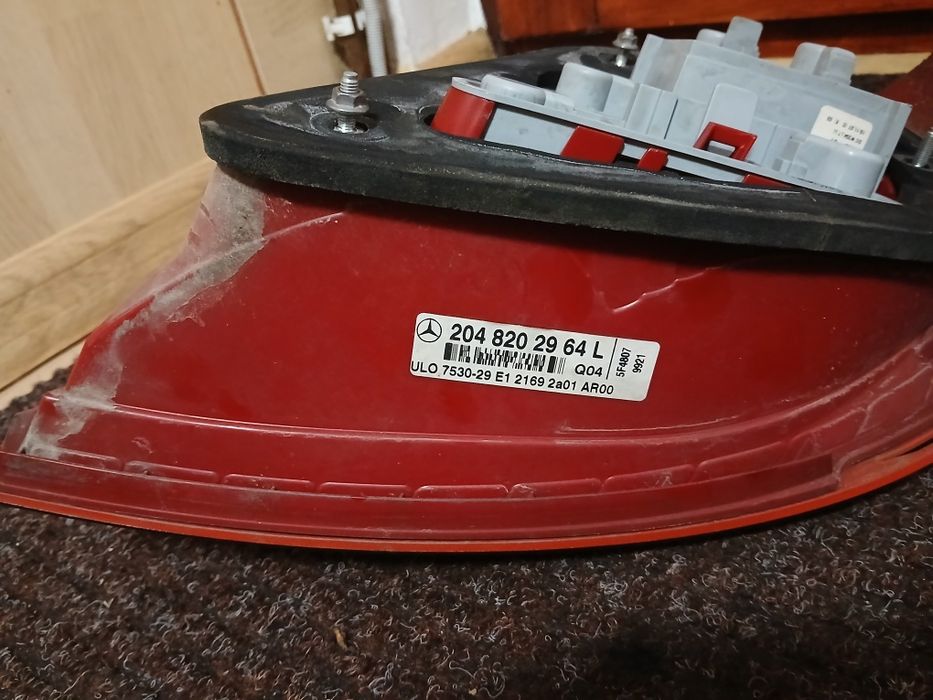 204 820 29 64 L
Q04
ULO 7530-29 E1 2169 2a01 AR00
5F4807
9921